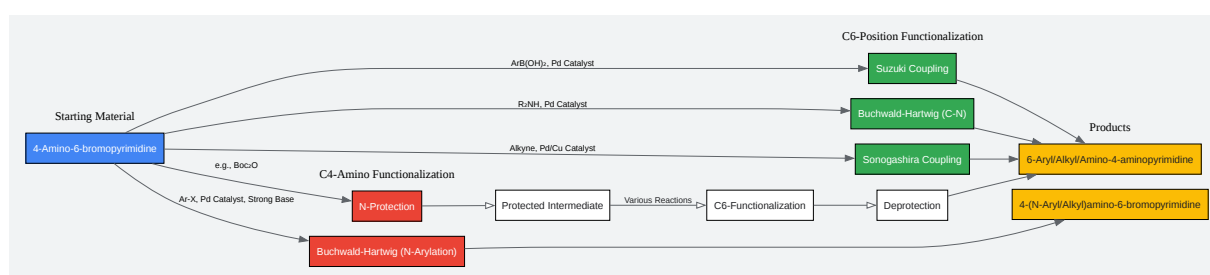 C6-Position Functionalization
ArB(OH)₂, Pd Catalyst
Suzuki Coupling
R₂NH, Pd Catalyst
Buchwald-Hartwig (C-N)
Starting Material
Products
4-Amino-6-bromopyrimidine
Alkyne, Pd/Cu Catalyst
Sonogashira Coupling
6-Aryl/Alkyl/Amino-4-aminopyrimidine
e.g., Boc₂O
C4-Amino Functionalization
Ar-X, Pd Catalyst, Strong Base
N-Protection
Protected Intermediate
Various Reactions
C6-Functionalization
Deprotection
4-(N-Aryl/Alkyl)amino-6-bromopyrimidine
Buchwald-Hartwig (N-Arylation)